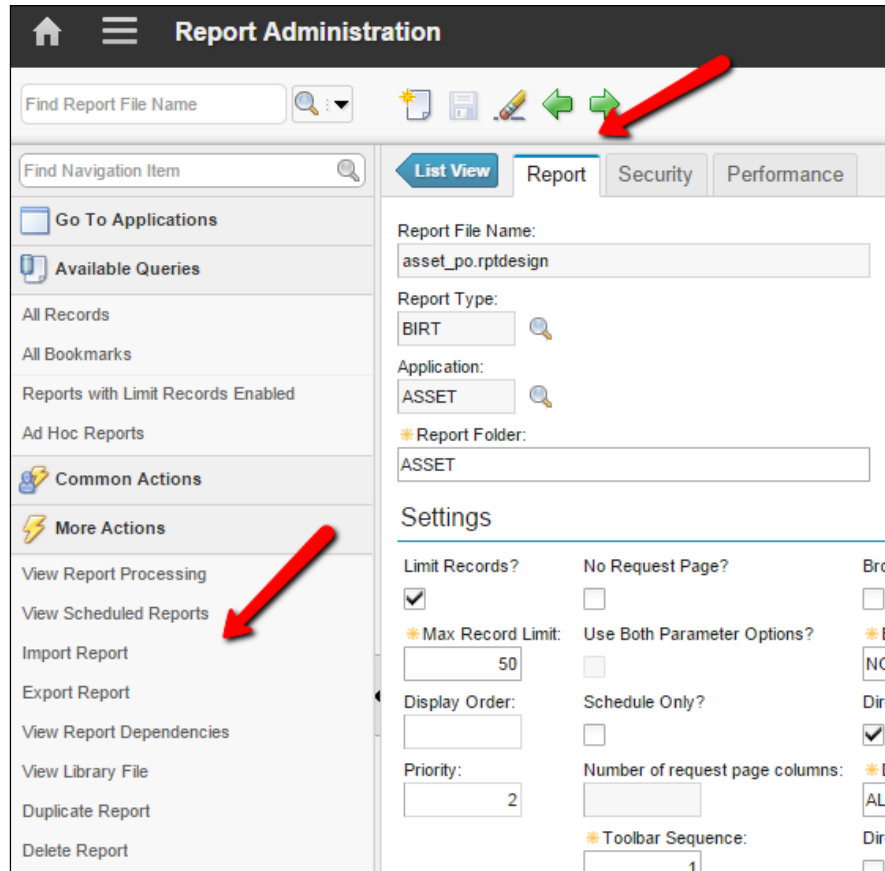 Report Administration
Find Report File Name
Find Navigation Item
Go To Applications
Available Queries
All Records
All Bookmarks
Reports with Limit Records Enabled
Ad Hoc Reports
Common Actions
More Actions
View Report Processing
View Scheduled Reports
Import Report
Export Report
View Report Dependencies
View Library File
Duplicate Report
Delete Report
List View Report Security Performance
Report File Name:
asset_po.rptdesign
Report Type:
BIRT
Application:
ASSET
Report Folder:
ASSET
Settings
Limit Records? No Request Page?
Max Record Limit: Use Both Parameter Options?
50
Display Order: Schedule Only?
Priority: Number of request page columns:
2
Toolbar Sequence:
1